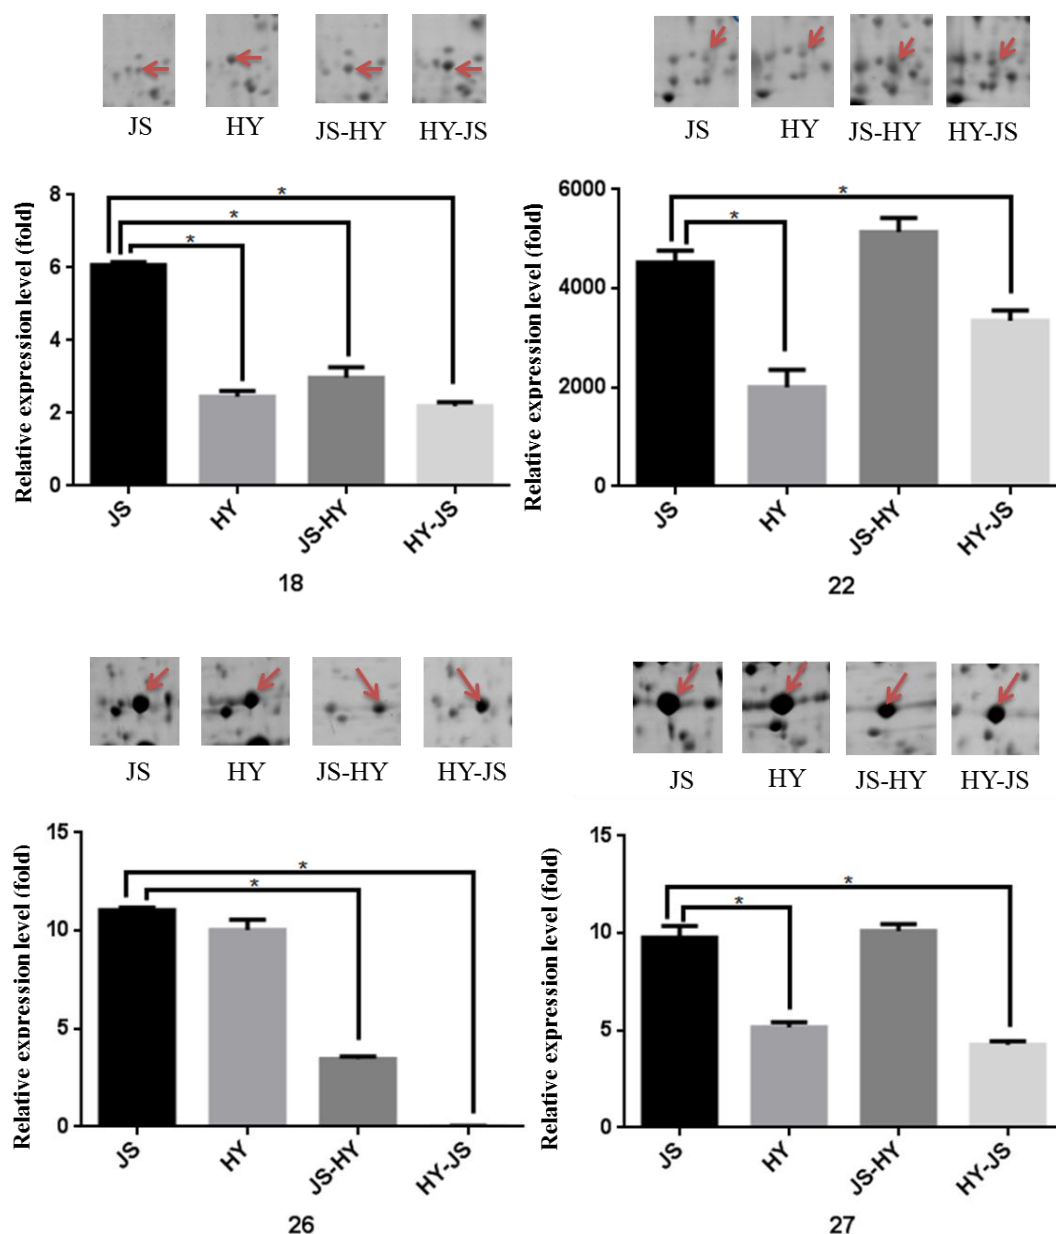 JS HY JS-HY HY-JS
Relative expression level (fold)
8
6
4
2
0
*
*
*
JS HY JS-HY HY-JS
18
JS HY JS-HY HY-JS
Relative expression level (fold)
6000
4000
2000
0
*
*
JS HY JS-HY HY-JS
22
JS HY JS-HY HY-JS
Relative expression level (fold)
15
10
5
0
*
*
JS HY JS-HY HY-JS
26
JS HY JS-HY HY-JS
Relative expression level (fold)
15
10
5
0
*
*
JS HY JS-HY HY-JS
27